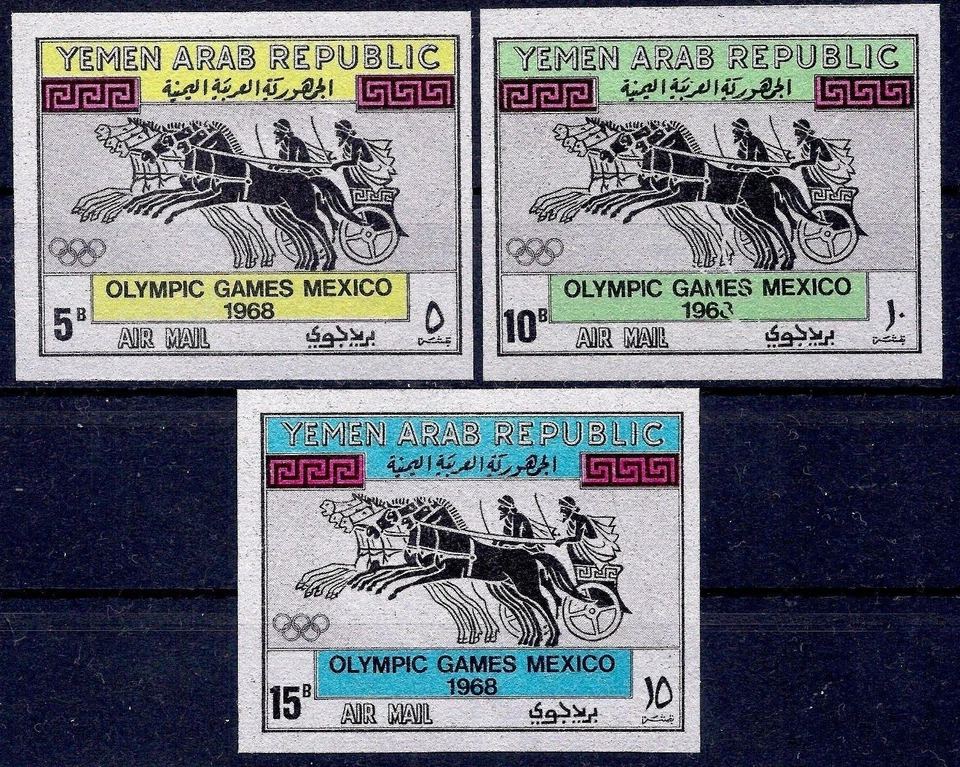 YEMEN ARAB REPUBLIC
الجمهورية العربية اليمنية
OLYMPIC GAMES MEXICO
1968
5B
AIR MAIL
بريد جوي
٥
YEMEN ARAB REPUBLIC
الجمهورية العربية اليمنية
OLYMPIC GAMES MEXICO
1968
10B
AIR MAIL
بريد جوي
١٠
YEMEN ARAB REPUBLIC
الجمهورية العربية اليمنية
OLYMPIC GAMES MEXICO
1968
15B
AIR MAIL
بريد جوي
١٥